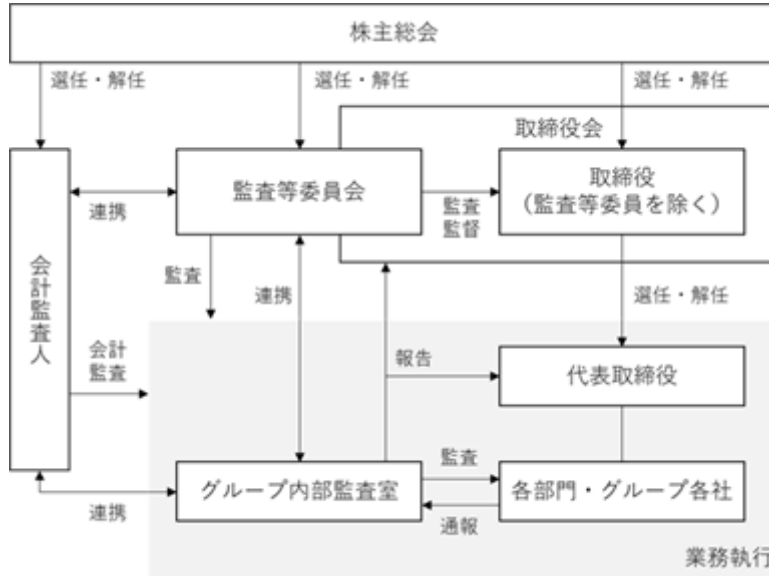 株主総会
選任・解任
選任・解任
選任・解任
取締役会
監査等委員会
取締役
（監査等委員を除く）
連携
監査
監督
会計監査人
監査
連携
選任・解任
会計
監査
報告
代表取締役
グループ内部監査室
監査
各部門・グループ各社
連携
通報
業務執行